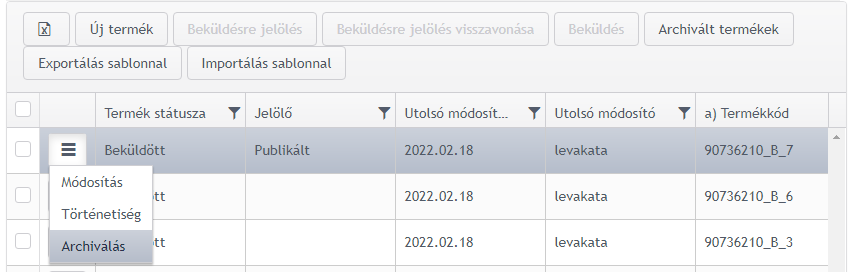 Új termék Beküldésre jelölés Beküldésre jelölés visszavonása Beküldés Archivált termékek
Exportálás sablonnal Importálás sablonnal
Termék státusza Jelölő Utolsó módosít... Utolsó módosító a) Termékkód
Beküldött Publikált 2022.02.18 levakata 90736210_B_7
Módosítás
ött 2022.02.18 levakata 90736210_B_6
Történetiség
Archiválás ött 2022.02.18 levakata 90736210_B_3